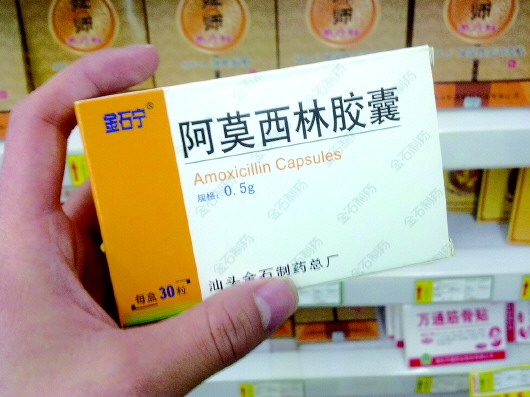 金石宁®
阿莫西林胶囊
Amoxicillin Capsules
规格: 0.5g
汕头金石制药总厂
每盒30粒
万通筋骨贴